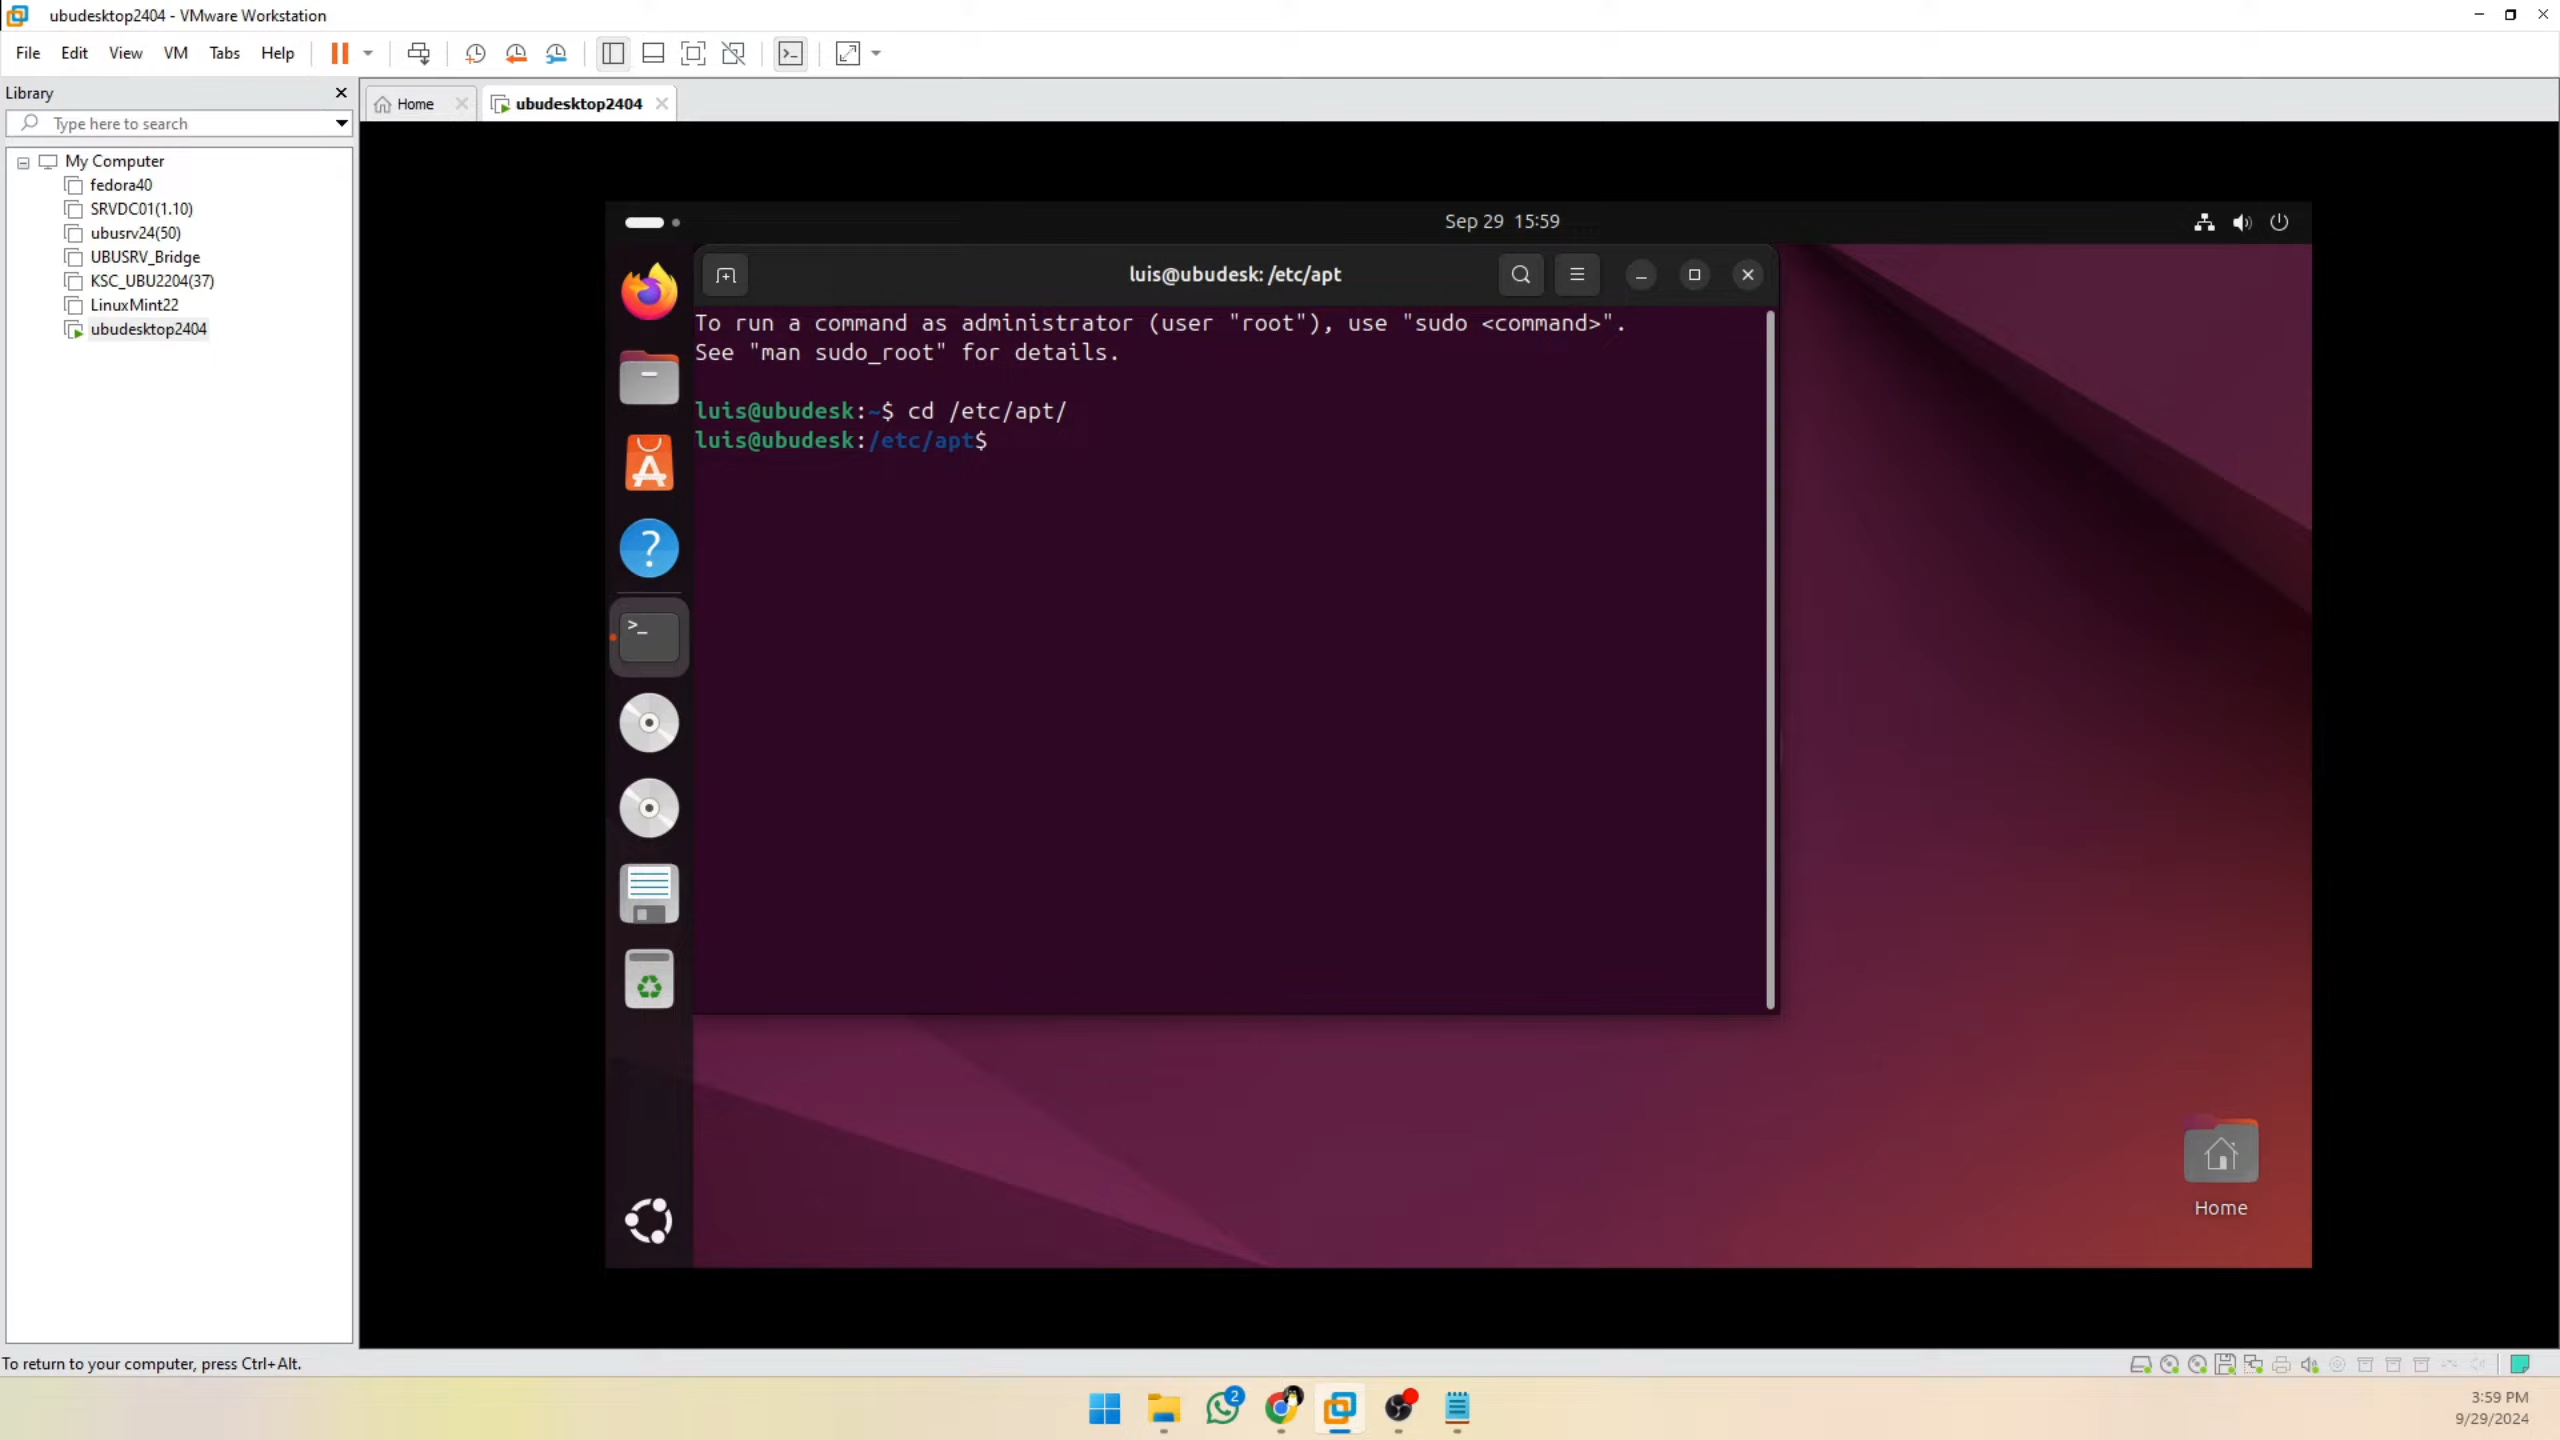 ubudesktop2404 - VMware Workstation
File Edit View VM Tabs Help
Library
Type here to search
My Computer
fedora40
SRVDC01(1.10)
ubusrv24(50)
UBUSRV_Bridge
KSC_UBU2204(37)
LinuxMint22
ubudesktop2404
Home ubudesktop2404
Sep 29 15:59
luis@ubudesk: /etc/apt
To run a command as administrator (user "root"), use "sudo <command>".
See "man sudo_root" for details.
luis@ubudesk:~$ cd /etc/apt/
luis@ubudesk:/etc/apt$
Home
To return to your computer, press Ctrl+Alt.
2
3:59 PM
9/29/2024